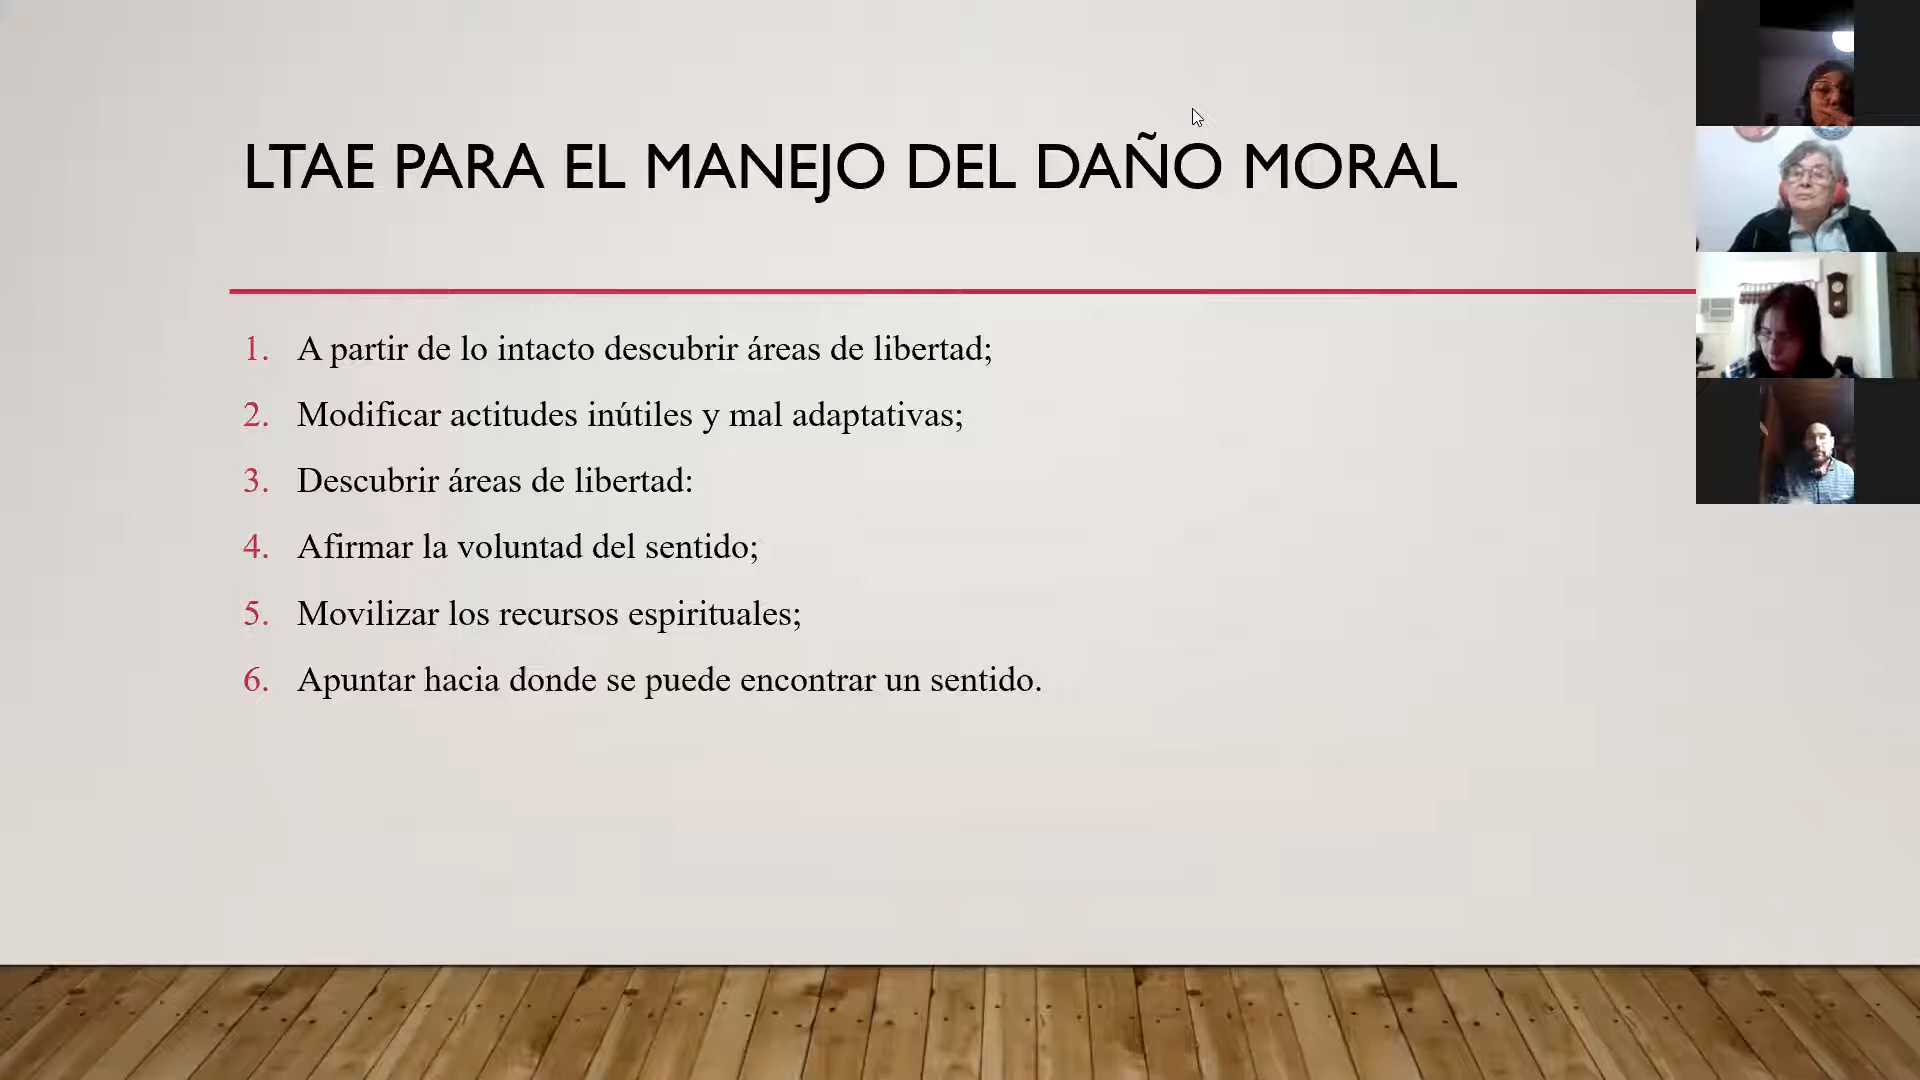 LTAE PARA EL MANEJO DEL DAÑO MORAL
1. A partir de lo intacto descubrir áreas de libertad;
2. Modificar actitudes inútiles y mal adaptativas;
3. Descubrir áreas de libertad:
4. Afirmar la voluntad del sentido;
5. Movilizar los recursos espirituales;
6. Apuntar hacia donde se puede encontrar un sentido.